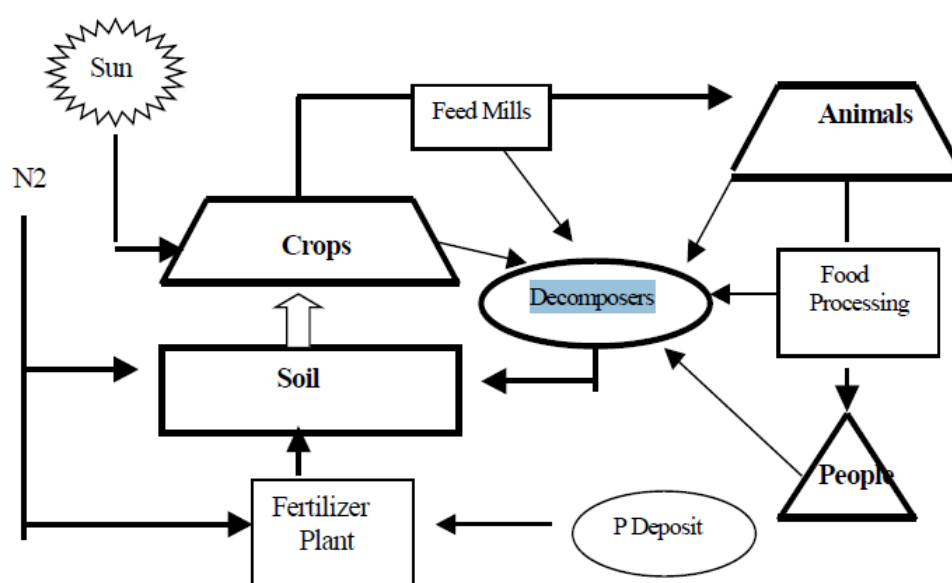 Sun
Feed Mills
Animals
N2
Crops
Decomposers
Food
Processing
Soil
People
Fertilizer
Plant
P Deposit